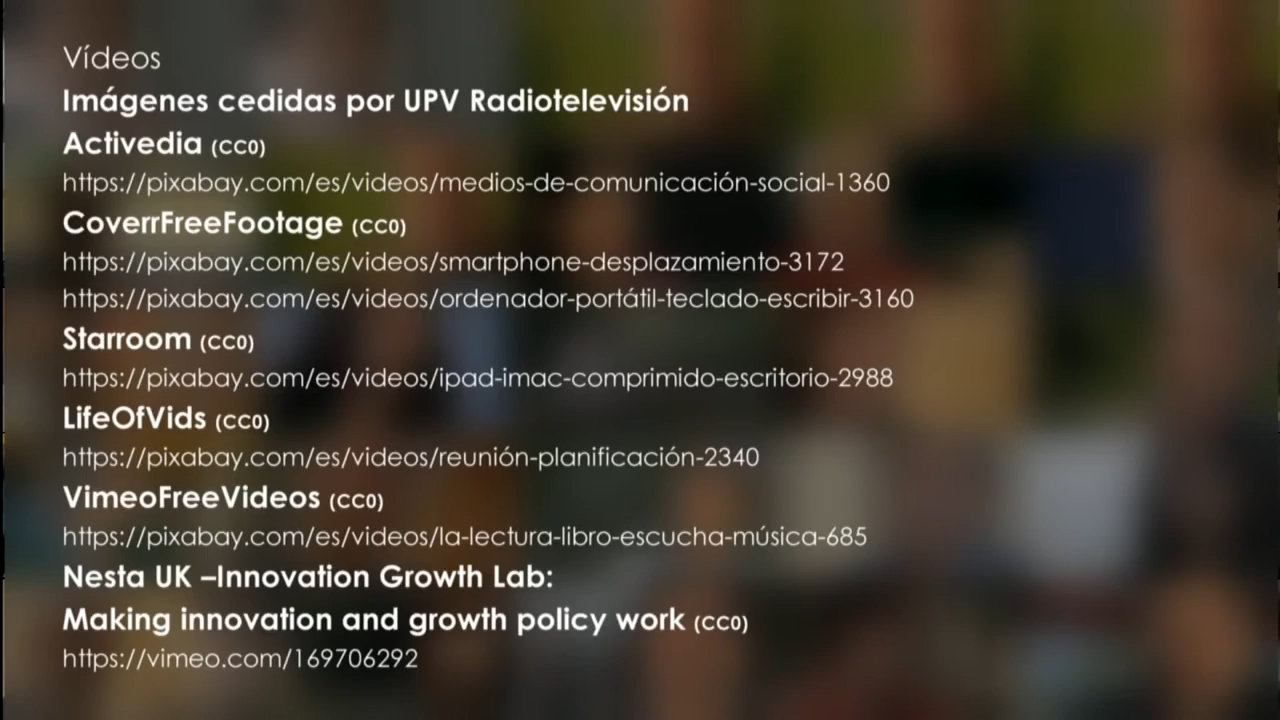 Vídeos
Imágenes cedidas por UPV Radiotelevisión
Activedia (CC0)
https://pixabay.com/es/videos/medios-de-comunicación-social-1360
CoverrFreeFootage (CC0)
https://pixabay.com/es/videos/smartphone-desplazamiento-3172
https://pixabay.com/es/videos/ordenador-portátil-teclado-escribir-3160
Starroom (CC0)
https://pixabay.com/es/videos/ipad-imac-comprimido-escritorio-2988
LifeOfVids (CC0)
https://pixabay.com/es/videos/reunión-planificación-2340
VimeoFreeVideos (CC0)
https://pixabay.com/es/videos/la-lectura-libro-escucha-música-685
Nesta UK –Innovation Growth Lab:
Making innovation and growth policy work (CC0)
https://vimeo.com/169706292